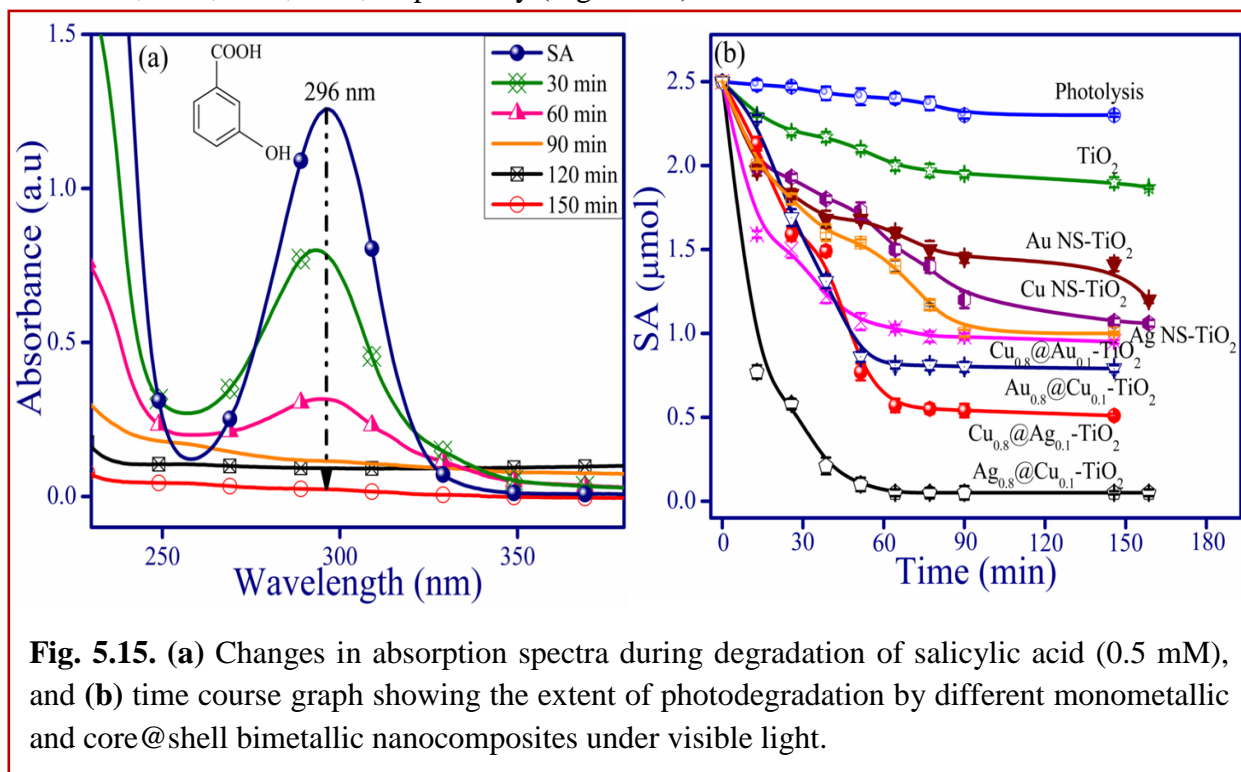 (a)
COOH
OH
296 nm
SA
30 min
60 min
90 min
120 min
150 min
1.5
1.0
0.5
0.0
Absorbance (a.u)
250
300
350
Wavelength (nm)
(b)
Photolysis
TiO2
Au NS-TiO2
Cu NS-TiO2
Ag NS-TiO2
Cu0.8@Au0.1-TiO2
Au0.8@Cu0.1-TiO2
Cu0.8@Ag0.1-TiO2
Ag0.8@Cu0.1-TiO2
2.5
2.0
1.5
1.0
0.5
0.0
SA (μmol)
0
30
60
90
120
150
180
Time (min)
Fig. 5.15. (a) Changes in absorption spectra during degradation of salicylic acid (0.5 mM),
and (b) time course graph showing the extent of photodegradation by different monometallic
and core@shell bimetallic nanocomposites under visible light.